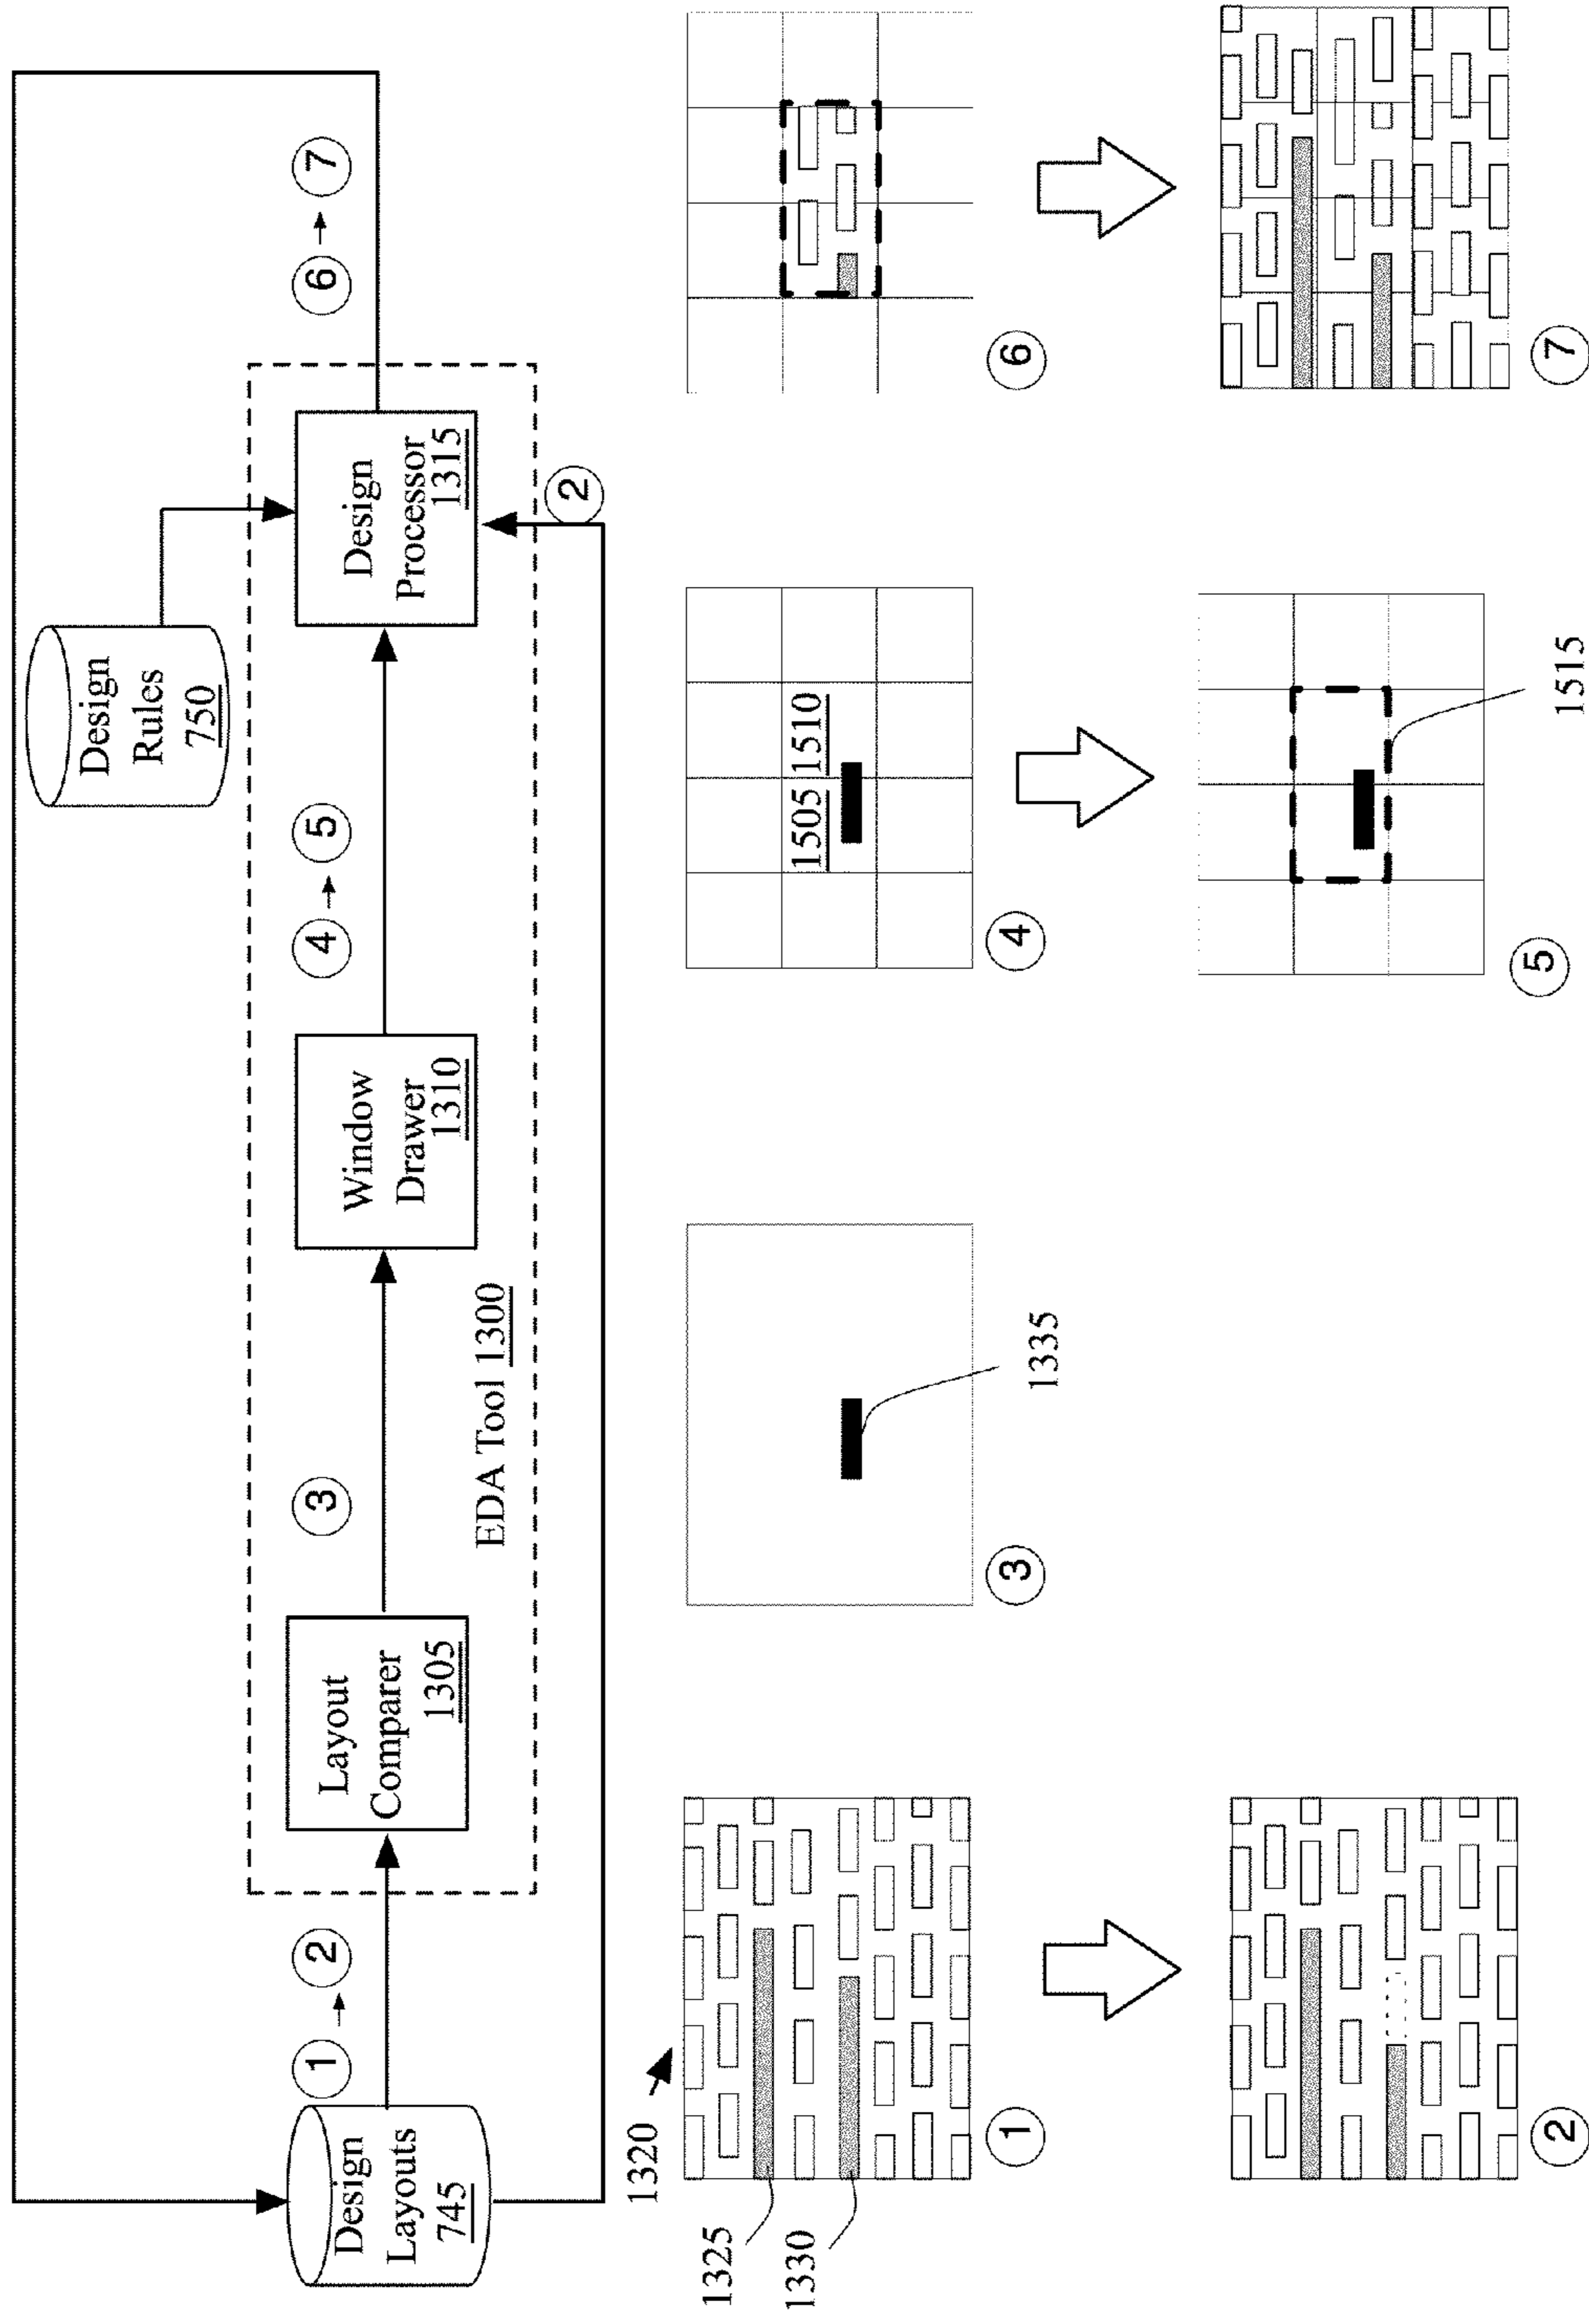 Design
Rules
750
1 → 2
3
4 → 5
6 → 7
Design
Layouts
745
Layout
Comparer
1305
Window
Drawer
1310
Design
Processor
1315
EDA Tool 1300
2
1320
1325
1330
1
3
1335
1505 1510
4
6
2
5
1515
7